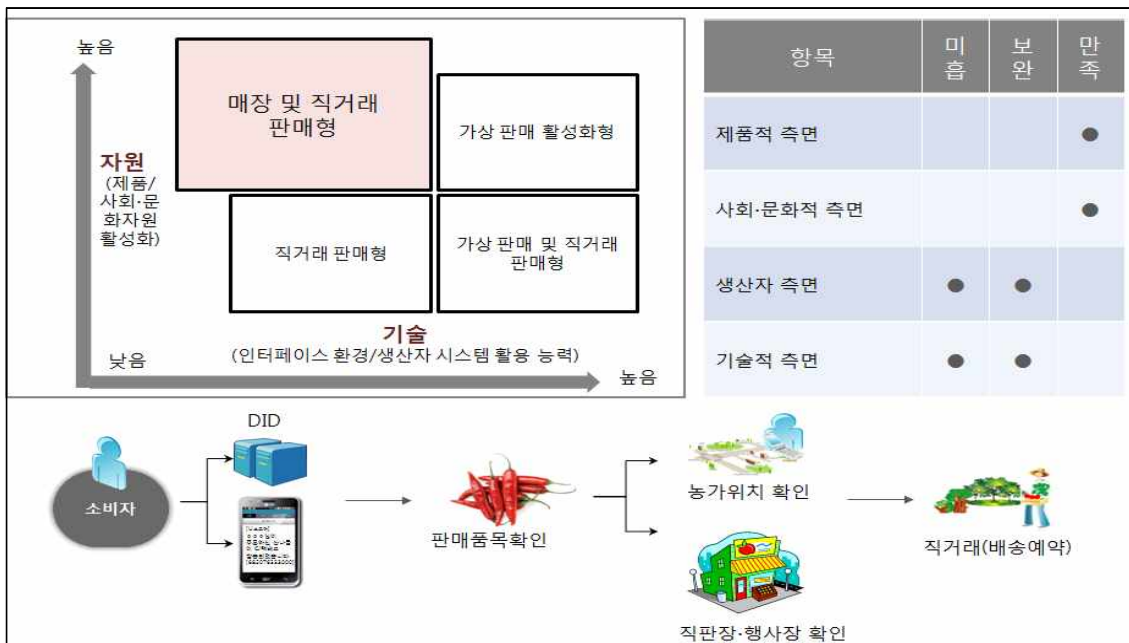 높음
매장 및 직거래
판매형
가상 판매 활성화형
자원
(제품/
사회·문
화자원
활성화)
직거래 판매형
가상 판매 및 직거래
판매형
기술
(인터페이스 환경/생산자 시스템 활용 능력)
낮음
높음
항목
미흡
보완
만족
제품적 측면
●
사회·문화적 측면
●
생산자 측면
● ●
기술적 측면
● ●
DID
소비자
판매품목확인
농가위치 확인
직판장·행사장 확인
직거래(배송예약)